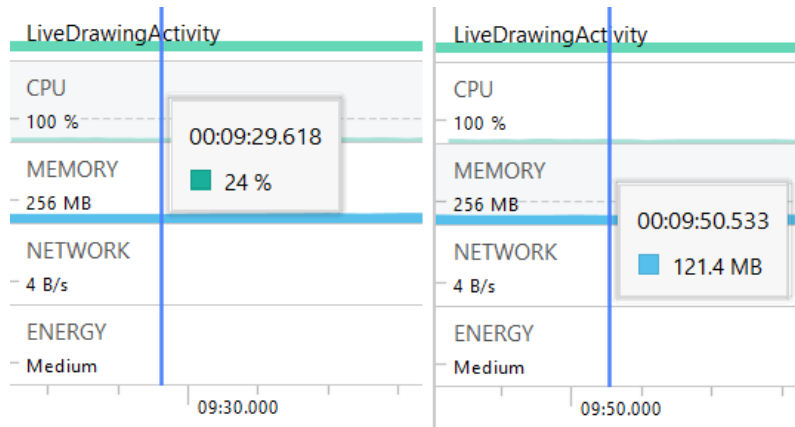 LiveDrawingActivity
CPU
100 %
00:09:29.618
24 %
MEMORY
256 MB
NETWORK
4 B/s
ENERGY
Medium
09:30.000
LiveDrawingActivity
CPU
100 %
MEMORY
256 MB
00:09:50.533
121.4 MB
NETWORK
4 B/s
ENERGY
Medium
09:50.000